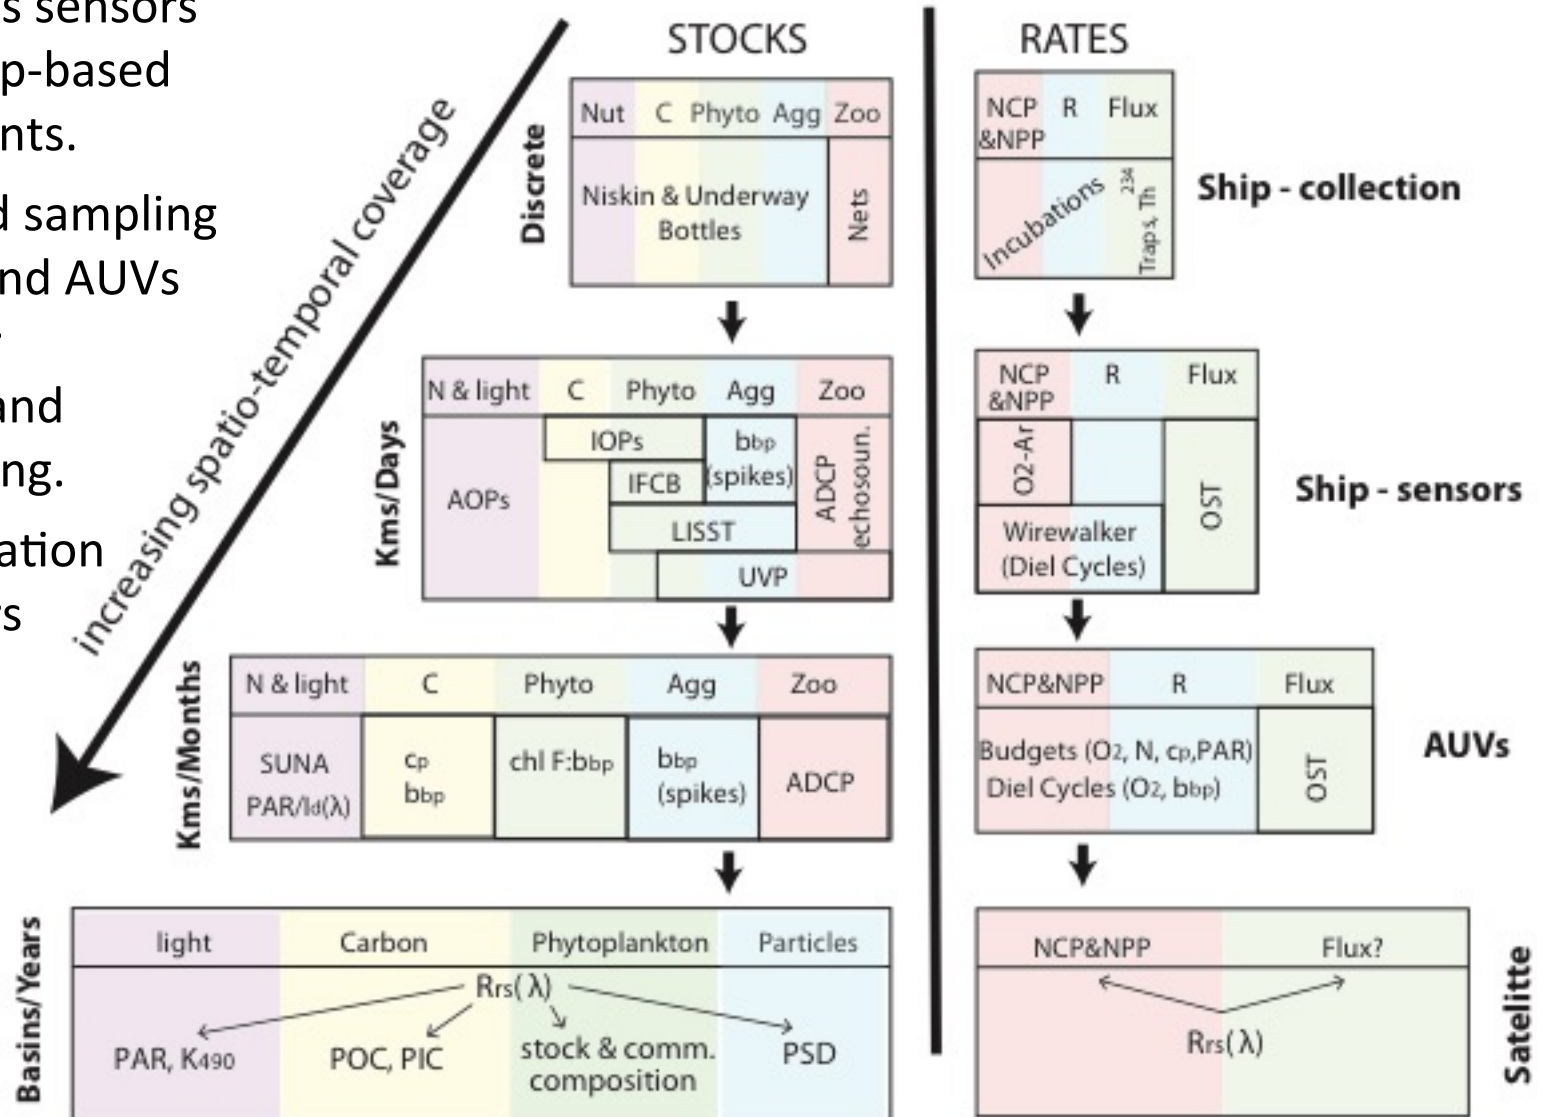 s sensors
p-based
nts.
d sampling
nd AUVs
and
ng.
ation
rs
increasing spatio-temporal coverage
STOCKS
Discrete
Nut C Phyto Agg Zoo
Niskin & Underway
Bottles
Nets
Kms/Days
N & light C Phyto Agg Zoo
AOPs
IOPs
IFCB
LISST
UVP
bbp
(spikes)
ADCP
echosoun.
Kms/Months
N & light C Phyto Agg Zoo
SUNA
PAR/Id(λ)
cp
bbp
chl F:bbp
bbp
(spikes)
ADCP
Basins/Years
light Carbon Phytoplankton Particles
Rrs(λ)
PAR, K490
POC, PIC
stock & comm.
composition
PSD
RATES
NCP
&NPP
R Flux
Incubations
Traps, 234Th
Ship - collection
NCP
&NPP
R Flux
O2-Ar
Wirewalker
(Diel Cycles)
OST
Ship - sensors
NCP&NPP R Flux
Budgets (O2, N, cp,PAR)
Diel Cycles (O2, bbp)
OST
AUVs
NCP&NPP Flux?
Rrs(λ)
Satelitte